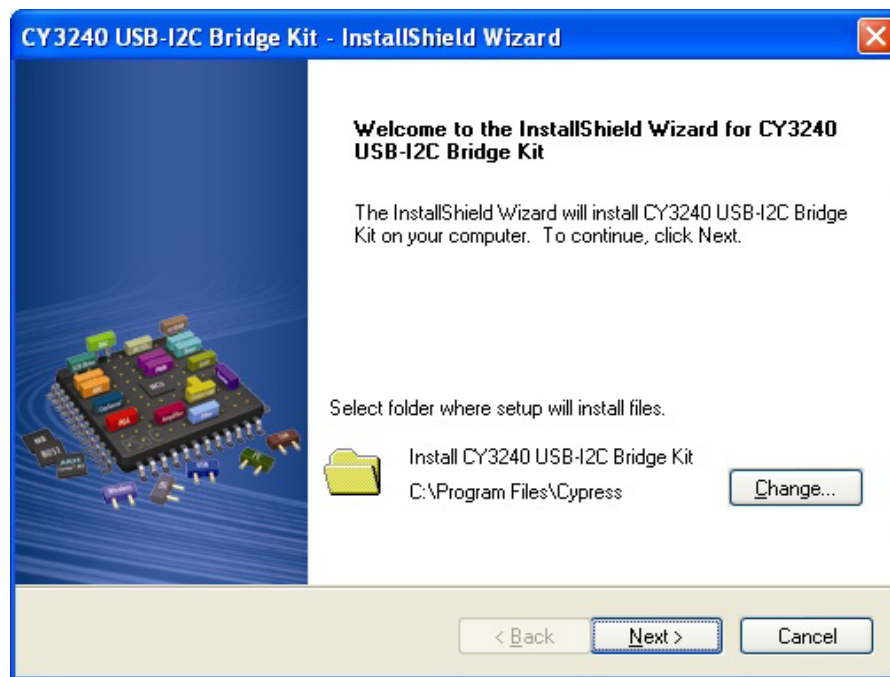 CY3240 USB-I2C Bridge Kit - InstallShield Wizard
Welcome to the InstallShield Wizard for CY3240
USB-I2C Bridge Kit
The InstallShield Wizard will install CY3240 USB-I2C Bridge
Kit on your computer.  To continue, click Next.
Select folder where setup will install files.
Install CY3240 USB-I2C Bridge Kit
C:\Program Files\Cypress
Change...
8051
PGA
< Back
Next >
Cancel